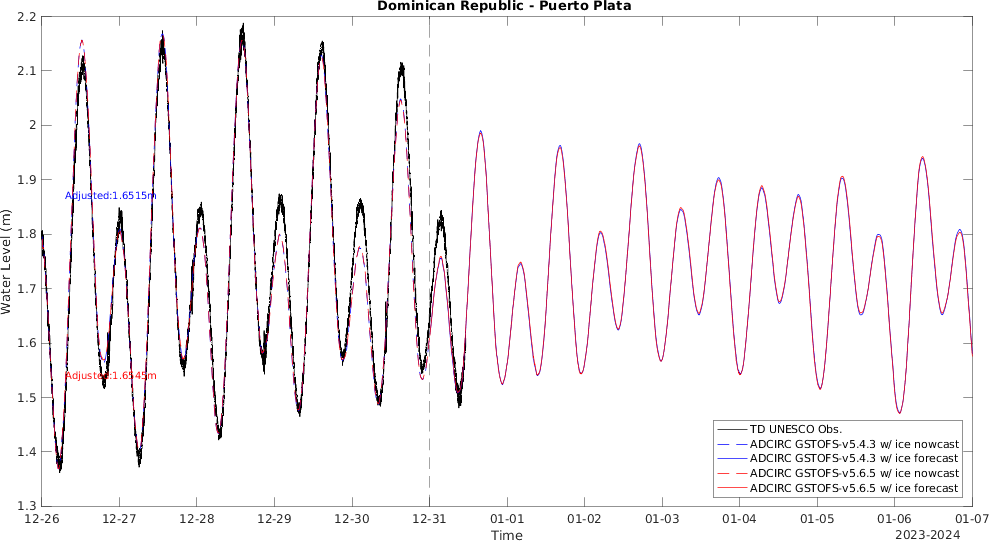 Dominican Republic - Puerto Plata
Water Level (m)
2.2
2.1
2
1.9
1.8
1.7
1.6
1.5
1.4
1.3
Adjusted:1.6515m
Adjusted:1.6545m
TD UNESCO Obs.
ADCIRC GSTOFS-v5.4.3 w/ ice nowcast
ADCIRC GSTOFS-v5.4.3 w/ ice forecast
ADCIRC GSTOFS-v5.6.5 w/ ice nowcast
ADCIRC GSTOFS-v5.6.5 w/ ice forecast
12-26 12-27 12-28 12-29 12-30 12-31 01-01 01-02 01-03 01-04 01-05 01-06 01-07
Time
2023-2024